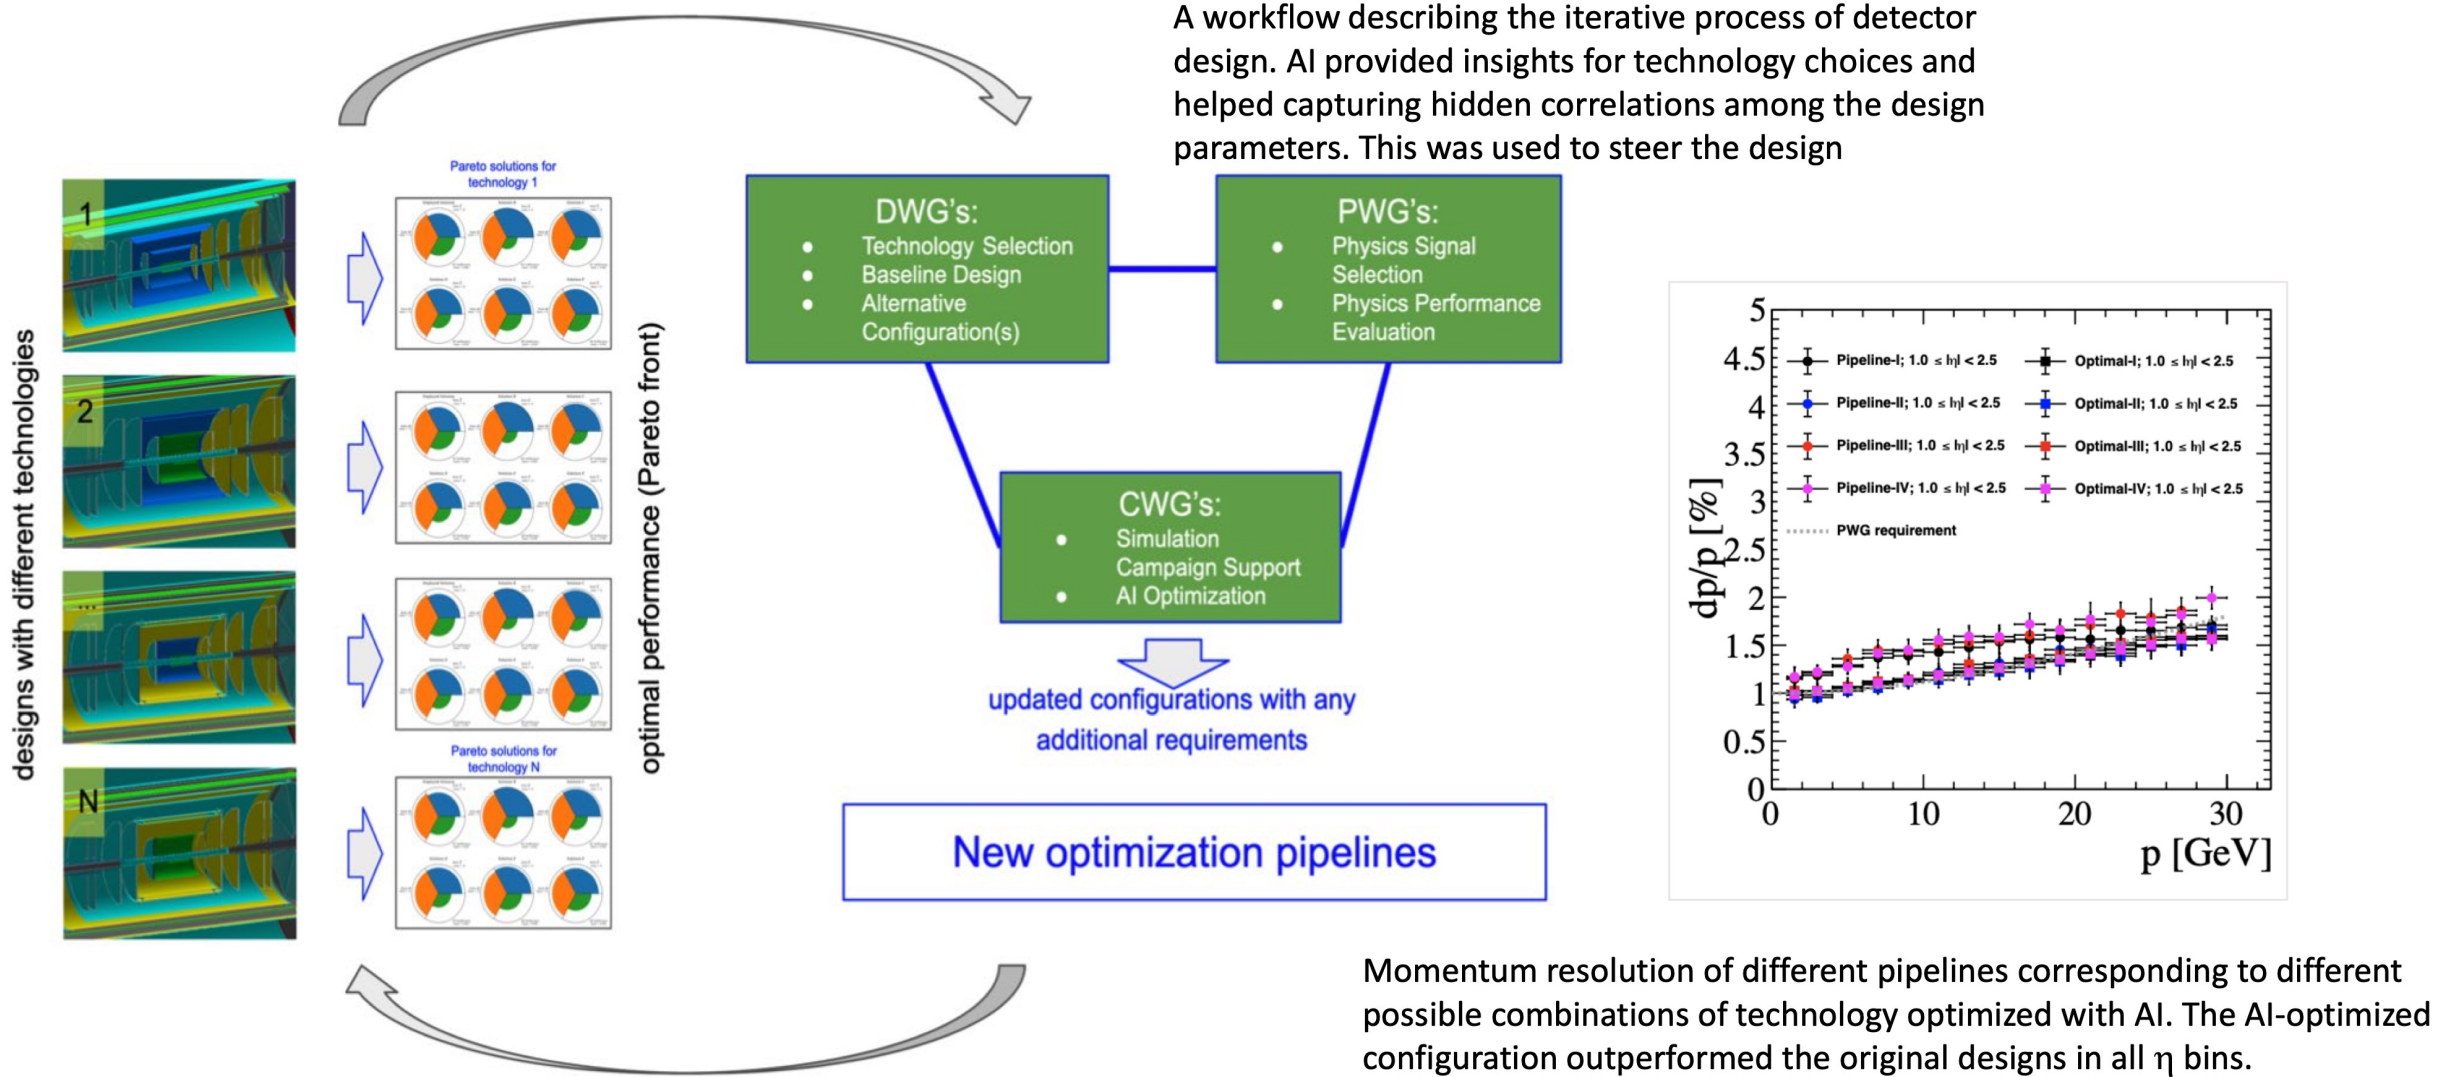 A workflow describing the iterative process of detector
design. AI provided insights for technology choices and
helped capturing hidden correlations among the design
parameters. This was used to steer the design
designs with different technologies
1
2
...
N
Pareto solutions for
technology 1
Pareto solutions for
technology N
optimal performance (Pareto front)
DWG's:
● Technology Selection
● Baseline Design
● Alternative
Configuration(s)
PWG's:
● Physics Signal
Selection
● Physics Performance
Evaluation
CWG's:
● Simulation
Campaign Support
● AI Optimization
updated configurations with any
additional requirements
New optimization pipelines
dp/p [%]
5
4.5
4
3.5
3
2.5
2
1.5
1
0.5
0
Pipeline-I; 1.0 ≤ |η| < 2.5
Optimal-I; 1.0 ≤ |η| < 2.5
Pipeline-II; 1.0 ≤ |η| < 2.5
Optimal-II; 1.0 ≤ |η| < 2.5
Pipeline-III; 1.0 ≤ |η| < 2.5
Optimal-III; 1.0 ≤ |η| < 2.5
Pipeline-IV; 1.0 ≤ |η| < 2.5
Optimal-IV; 1.0 ≤ |η| < 2.5
PWG requirement
0 10 20 30
p [GeV]
Momentum resolution of different pipelines corresponding to different
possible combinations of technology optimized with AI. The AI-optimized
configuration outperformed the original designs in all η bins.